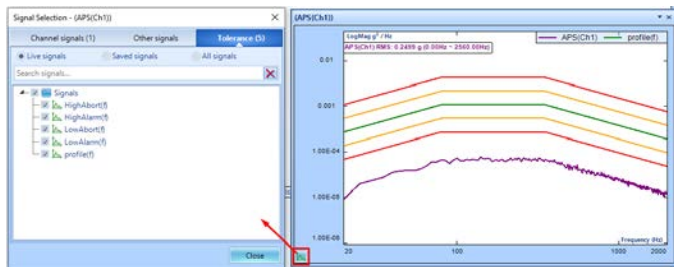 Signal Selection - (APS(Ch1))
Channel signals (1)
Other signals
Tolerance (5)
Live signals
Saved signals
All signals
Search signals...
Signals
HighAbort(f)
HighAlarm(f)
LowAbort(f)
LowAlarm(f)
profile(f)
Close
(APS(Ch1))
LogMag g² / Hz
APS(Ch1)
profile(f)
APS(Ch1) RMS: 0.2499 g (0.00Hz ~ 2560.00Hz)
0.01
0.001
1.00E-04
1.00E-05
1.00E-06
Frequency (Hz)
20
100
1000
2000